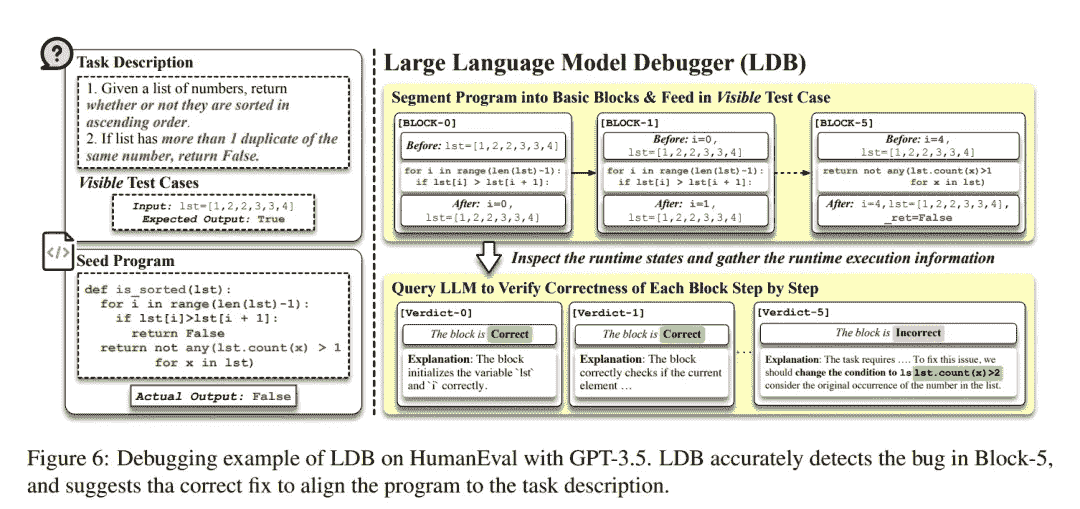 ?
Task Description
1. Given a list of numbers, return
whether or not they are sorted in
ascending order.
2. If list has more than 1 duplicate of the
same number, return False.
Visible Test Cases
Input: lst=[1,2,2,3,3,4]
Expected Output: True
</>
Seed Program
def is_sorted(lst):
for i in range(len(lst)-1):
if lst[i]>lst[i + 1]:
return False
return not any(lst.count(x) > 1
for x in lst)
Actual Output: False
Large Language Model Debugger (LDB)
Segment Program into Basic Blocks & Feed in Visible Test Case
[BLOCK-0]
Before: lst=[1,2,2,3,3,4]
for i in range(len(lst)-1):
if lst[i] > lst[i + 1]:
After: i=0,
lst=[1,2,2,3,3,4]
[BLOCK-1]
Before: i=0,
lst=[1,2,2,3,3,4]
for i in range(len(lst)-1):
if lst[i] > lst[i + 1]:
After: i=1,
lst=[1,2,2,3,3,4]
[BLOCK-5]
Before: i=4,
lst=[1,2,2,3,3,4]
return not any(lst.count(x)>1
for x in lst)
After: i=4,lst=[1,2,2,3,3,4],
_ret=False
Inspect the runtime states and gather the runtime execution information
Query LLM to Verify Correctness of Each Block Step by Step
[Verdict-0]
The block is Correct
Explanation: The block
initializes the variable `lst`
and `i` correctly.
[Verdict-1]
The block is Correct
Explanation: The block
correctly checks if the current
element …
...
[Verdict-5]
The block is Incorrect
Explanation: The task requires …. To fix this issue, we
should change the condition to lslst.count(x)>2
consider the original occurrence of the number in the list.
Figure 6: Debugging example of LDB on HumanEval with GPT-3.5. LDB accurately detects the bug in Block-5,
and suggests tha correct fix to align the program to the task description.